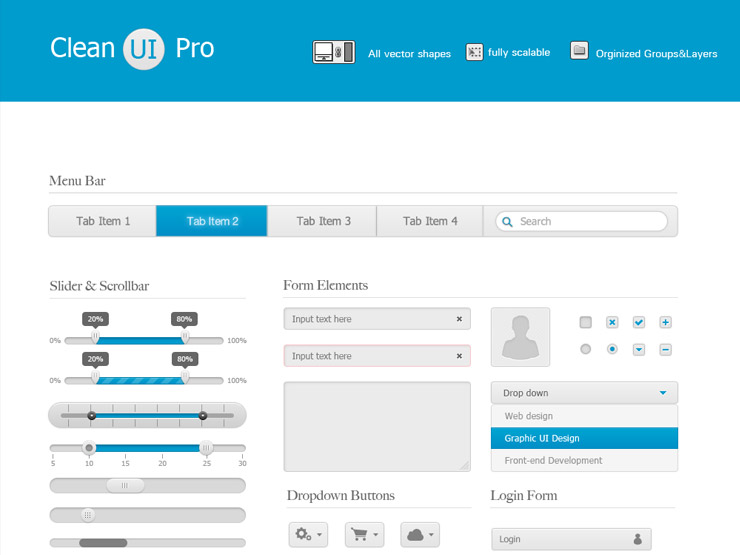 Clean UI Pro
All vector shapes
fully scalable
Orginized Groups&Layers
Menu Bar
Tab Item 1
Tab Item 2
Tab Item 3
Tab Item 4
Search
Slider & Scrollbar
20%
80%
0%
100%
20%
80%
0%
100%
5
10
15
20
25
30
Form Elements
Input text here
Input text here
Drop down
Web design
Graphic UI Design
Front-end Development
Dropdown Buttons
Login Form
Login